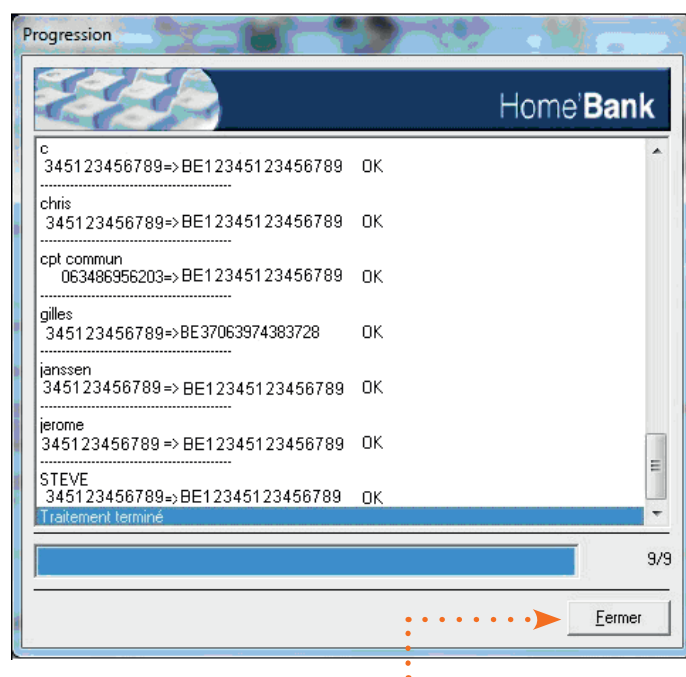 Progression
Home'Bank
c
345123456789=>BE12345123456789 OK
----------------------------------------
chris
345123456789=>BE12345123456789 OK
----------------------------------------
cpt commun
063486956203=>BE12345123456789 OK
----------------------------------------
gilles
345123456789=>BE37063974383728 OK
----------------------------------------
janssen
345123456789=>BE12345123456789 OK
----------------------------------------
jerome
345123456789 => BE12345123456789 OK
----------------------------------------
STEVE
345123456789=>BE12345123456789 OK
Traitement terminé
9/9
Fermer